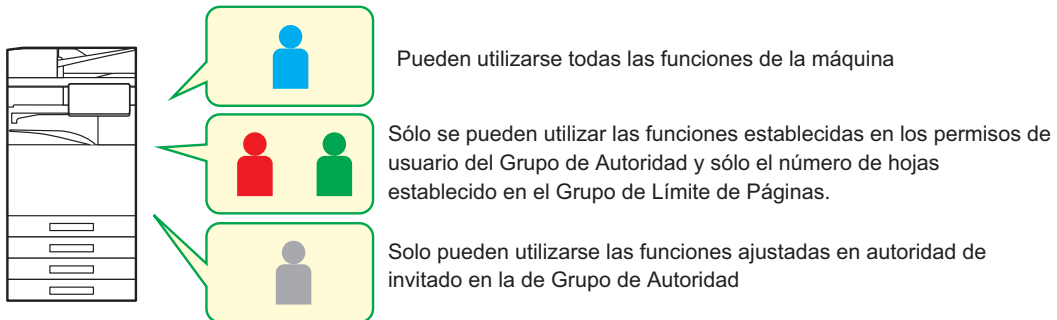 Pueden utilizarse todas las funciones de la máquina
Sólo se pueden utilizar las funciones establecidas en los permisos de
usuario del Grupo de Autoridad y sólo el número de hojas
establecido en el Grupo de Límite de Páginas.
Solo pueden utilizarse las funciones ajustadas en autoridad de
invitado en la de Grupo de Autoridad